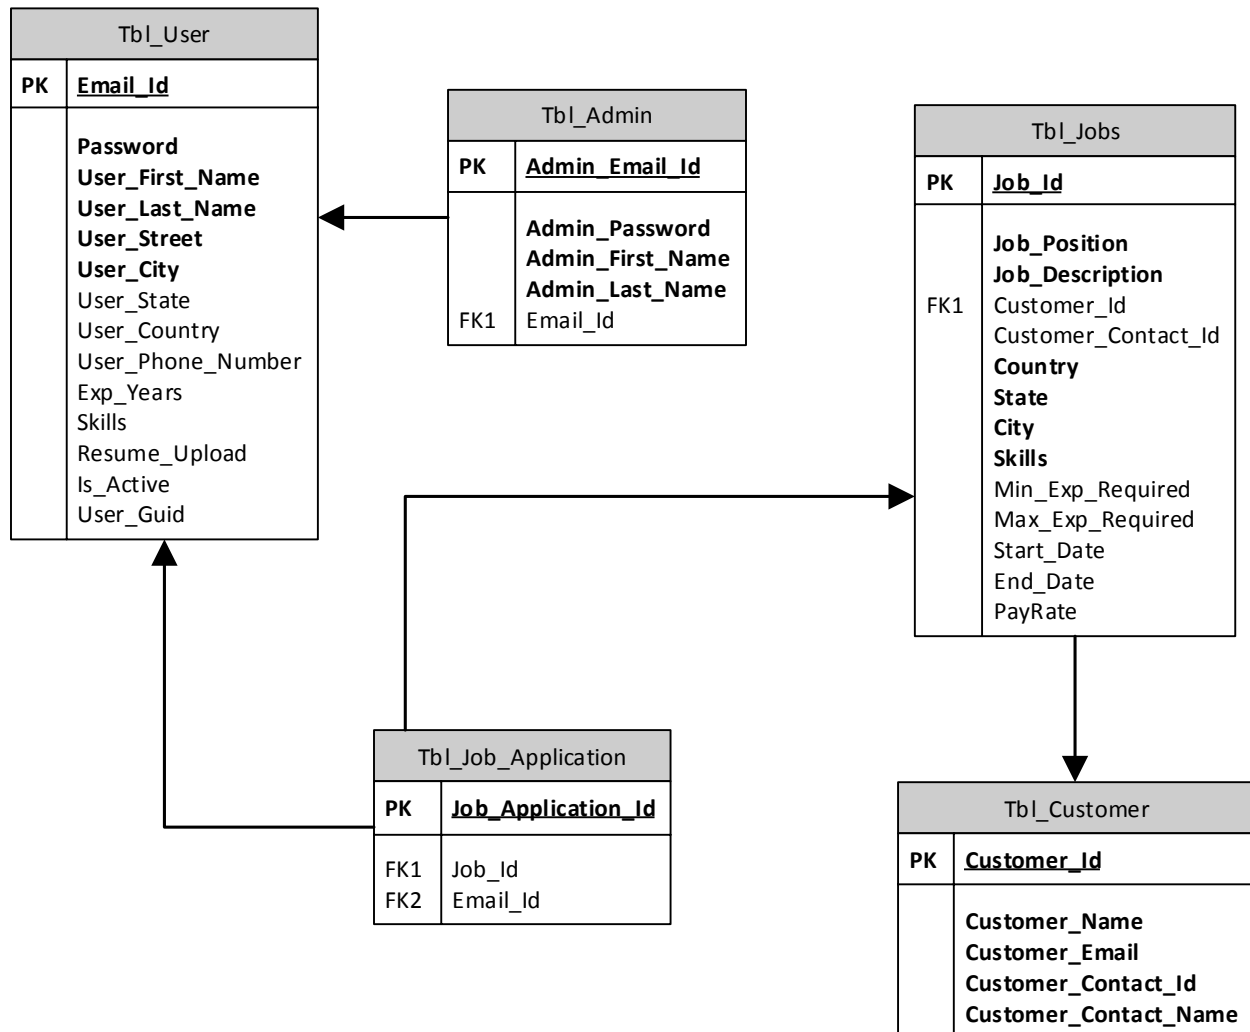 Tbl_User
PK Email_Id
Password
User_First_Name
User_Last_Name
User_Street
User_City
User_State
User_Country
User_Phone_Number
Exp_Years
Skills
Resume_Upload
Is_Active
User_Guid
Tbl_Admin
PK Admin_Email_Id
Admin_Password
Admin_First_Name
Admin_Last_Name
FK1 Email_Id
Tbl_Jobs
PK Job_Id
Job_Position
Job_Description
FK1 Customer_Id
Customer_Contact_Id
Country
State
City
Skills
Min_Exp_Required
Max_Exp_Required
Start_Date
End_Date
PayRate
Tbl_Job_Application
PK Job_Application_Id
FK1 Job_Id
FK2 Email_Id
Tbl_Customer
PK Customer_Id
Customer_Name
Customer_Email
Customer_Contact_Id
Customer_Contact_Name